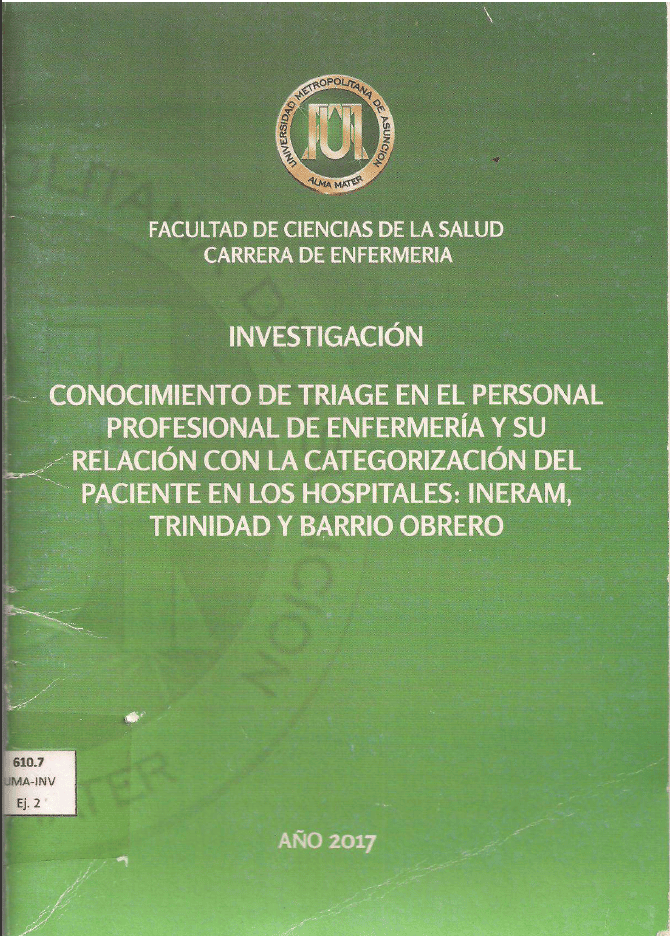 UNIVERSIDAD METROPOLITANA DE ASUNCION
ALMA MATER
FACULTAD DE CIENCIAS DE LA SALUD
CARRERA DE ENFERMERIA
INVESTIGACIÓN
CONOCIMIENTO DE TRIAGE EN EL PERSONAL
PROFESIONAL DE ENFERMERÍA Y SU
RELACIÓN CON LA CATEGORIZACIÓN DEL
PACIENTE EN LOS HOSPITALES: INERAM,
TRINIDAD Y BARRIO OBRERO
610.7
UMA-INV
Ej. 2
AÑO 2017